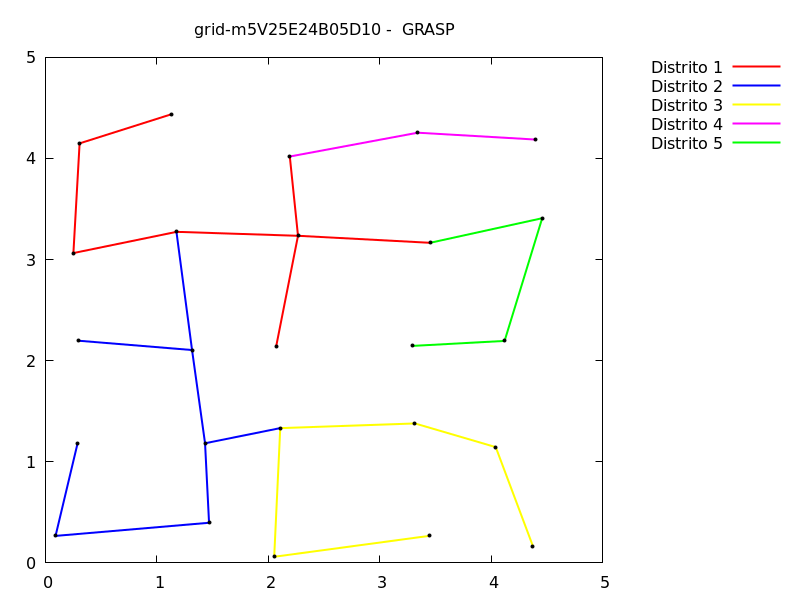 grid-m5V25E24B05D10 -  GRASP
Distrito 1
Distrito 2
Distrito 3
Distrito 4
Distrito 5
5
4
3
2
1
0
0 1 2 3 4 5